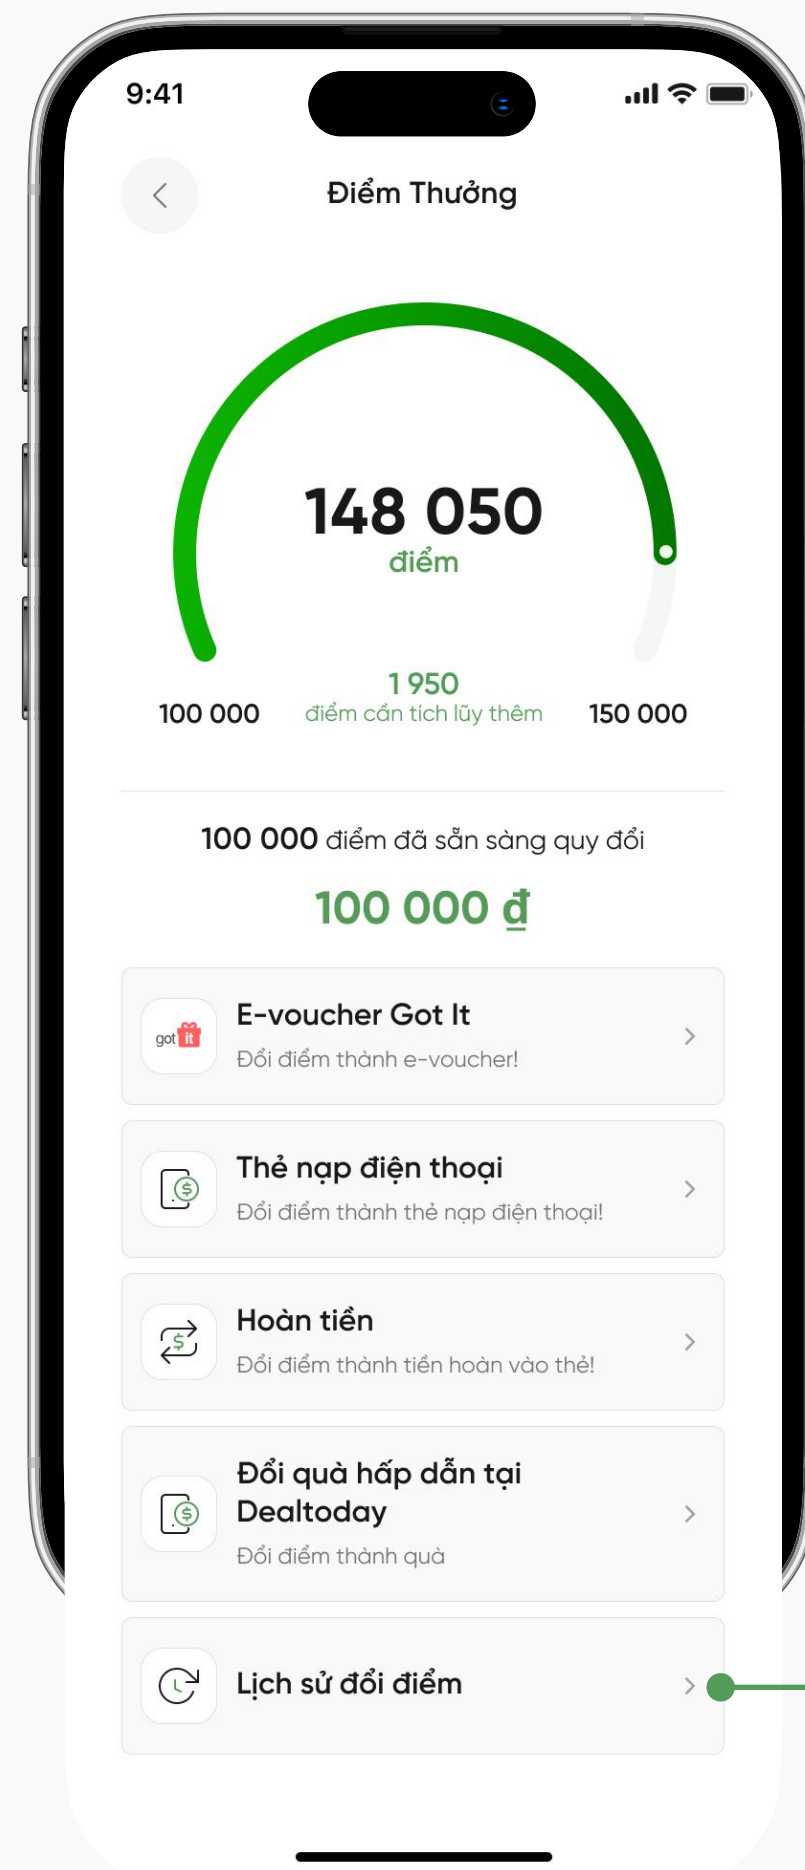 9:41
Điểm Thưởng
148 050
điểm
1 950
100 000 điểm cần tích lũy thêm 150 000
100 000 điểm đã sẵn sàng quy đổi
100 000 ₫
got it
E-voucher Got It
Đổi điểm thành e-voucher!
Thẻ nạp điện thoại
Đổi điểm thành thẻ nạp điện thoại!
Hoàn tiền
Đổi điểm thành tiền hoàn vào thẻ!
Đổi quà hấp dẫn tại
Dealtoday
Đổi điểm thành quà
Lịch sử đổi điểm